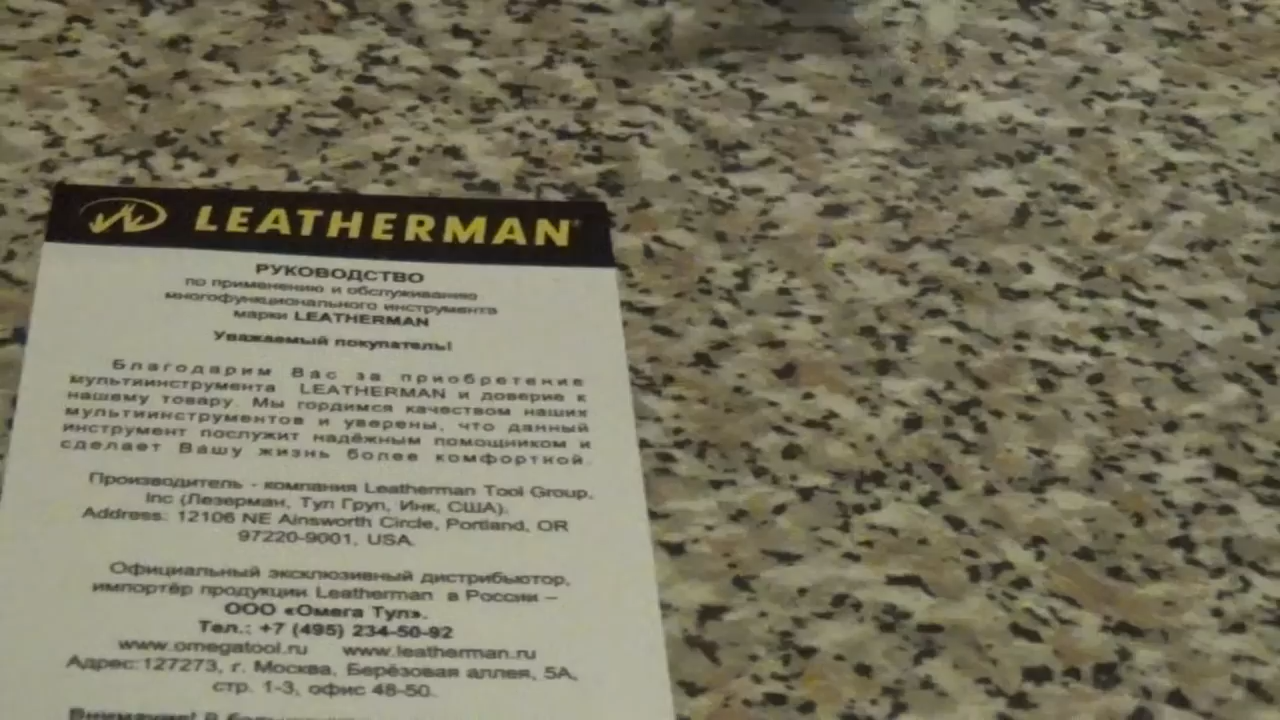 LEATHERMAN
РУКОВОДСТВО
по применению и обслуживанию
многофункционального инструмента
марки LEATHERMAN
Уважаемый покупатель!
Благодарим Вас за приобретение
мультиинструмента LEATHERMAN и доверие к
нашему товару. Мы гордимся качеством наших
мультиинструментов и уверены, что данный
инструмент послужит надёжным помощником и
сделает Вашу жизнь более комфортной.
Производитель - компания Leatherman Tool Group,
Inc (Лезерман, Тул Груп, Инк, США).
Address: 12106 NE Ainsworth Circle, Portland, OR
97220-9001, USA.
Официальный эксклюзивный дистрибьютор,
импортёр продукции Leatherman в России –
ООО «Омега Тул».
Тел.: +7 (495) 234-50-92
www.omegatool.ru www.leatherman.ru
Адрес:127273, г. Москва, Берёзовая аллея, 5А,
стр. 1-3, офис 48-50.
Внимание! В